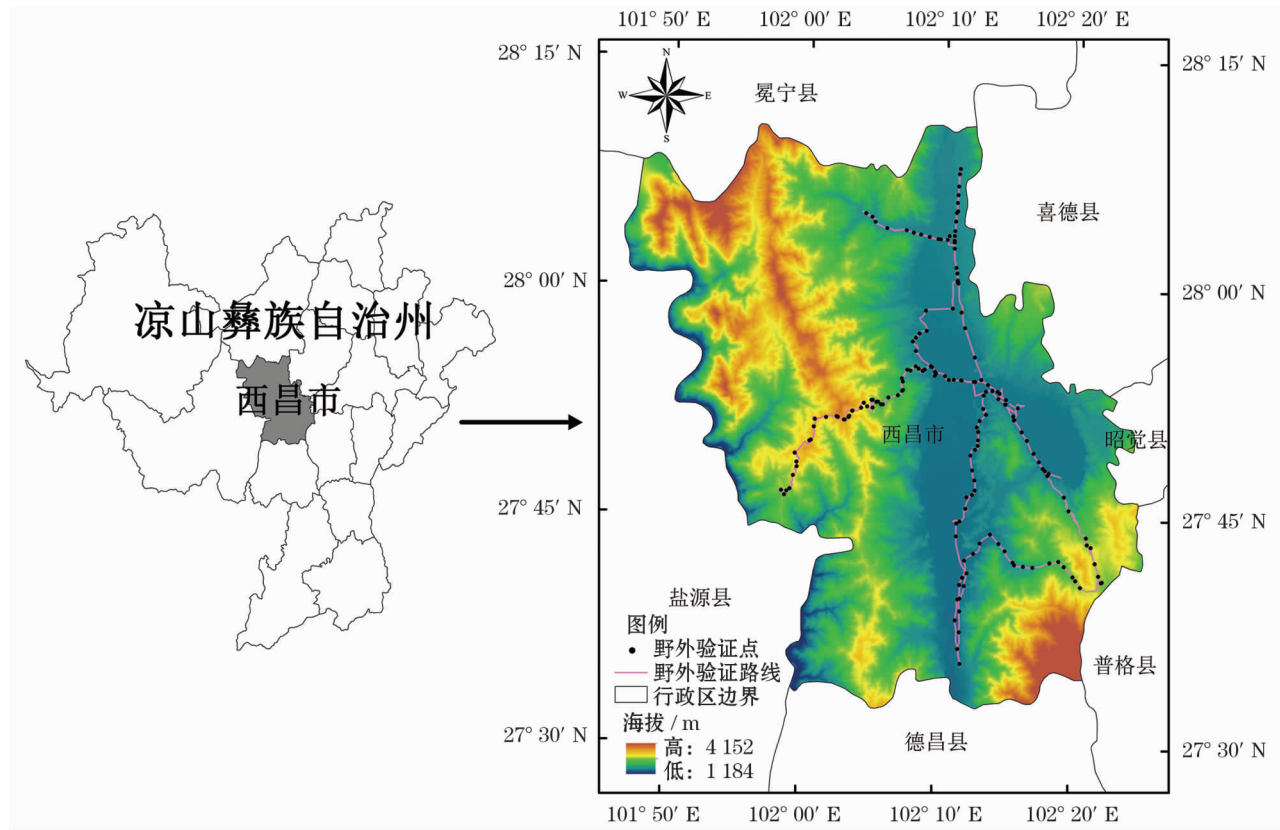 凉山彝族自治州
西昌市
101° 50′ E 102° 00′ E 102° 10′ E 102° 20′ E
28° 15′ N
28° 00′ N
27° 45′ N
27° 30′ N
N
W E
S
冕宁县
喜德县
昭觉县
西昌市
盐源县
普格县
德昌县
图例
野外验证点
野外验证路线
行政区边界
海拔 / m
高：4 152
低：1 184
28° 15′ N
28° 00′ N
27° 45′ N
27° 30′ N
101° 50′ E 102° 00′ E 102° 10′ E 102° 20′ E